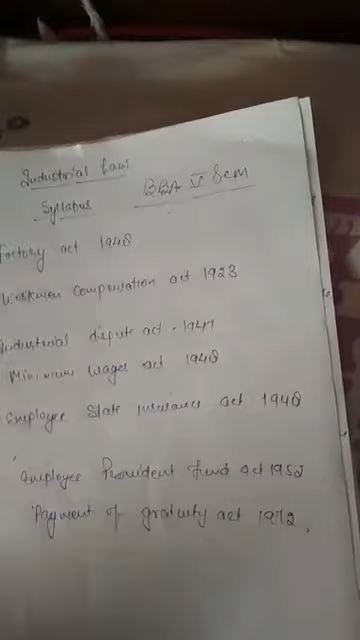 Industrial Law
Syllabus BBA V Sem
Factory act 1948
Workmen Compensation act 1923
Industrial dispute act - 1947
Minimum wages act 1948
Employee State insurance act 1948
Employee Provident fund act 1952
Payment of gratuity act 1972.